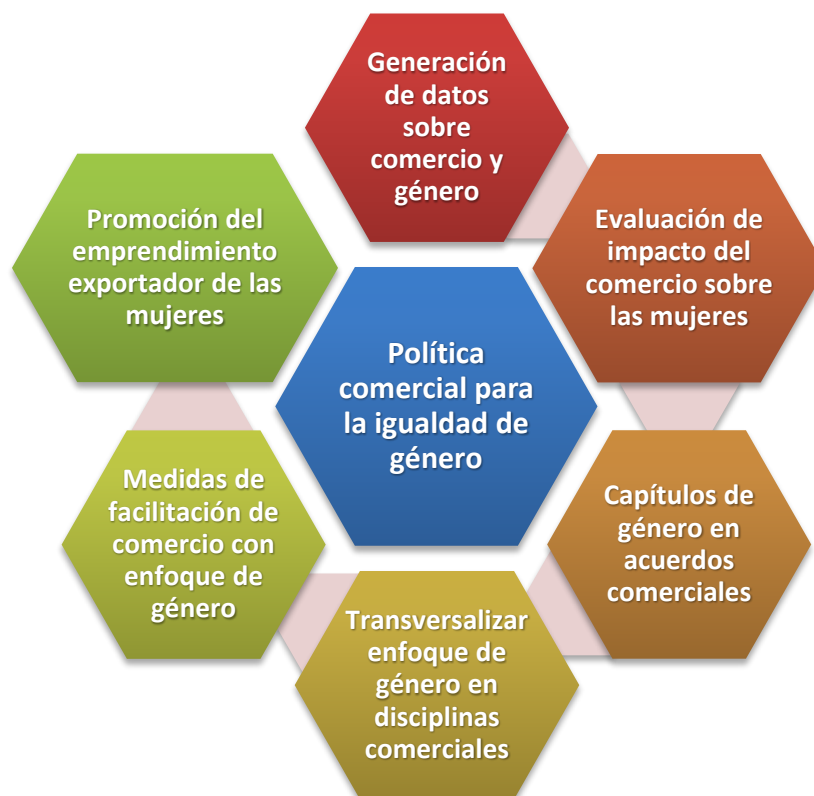 Generación
de datos
sobre
comercio y
género
Evaluación de
impacto del
comercio sobre
las mujeres
Capítulos de
género en
acuerdos
comerciales
Transversalizar
enfoque de
género en
disciplinas
comerciales
Medidas de
facilitación de
comercio con
enfoque de
género
Promoción del
emprendimiento
exportador de las
mujeres
Política
comercial para
la igualdad de
género